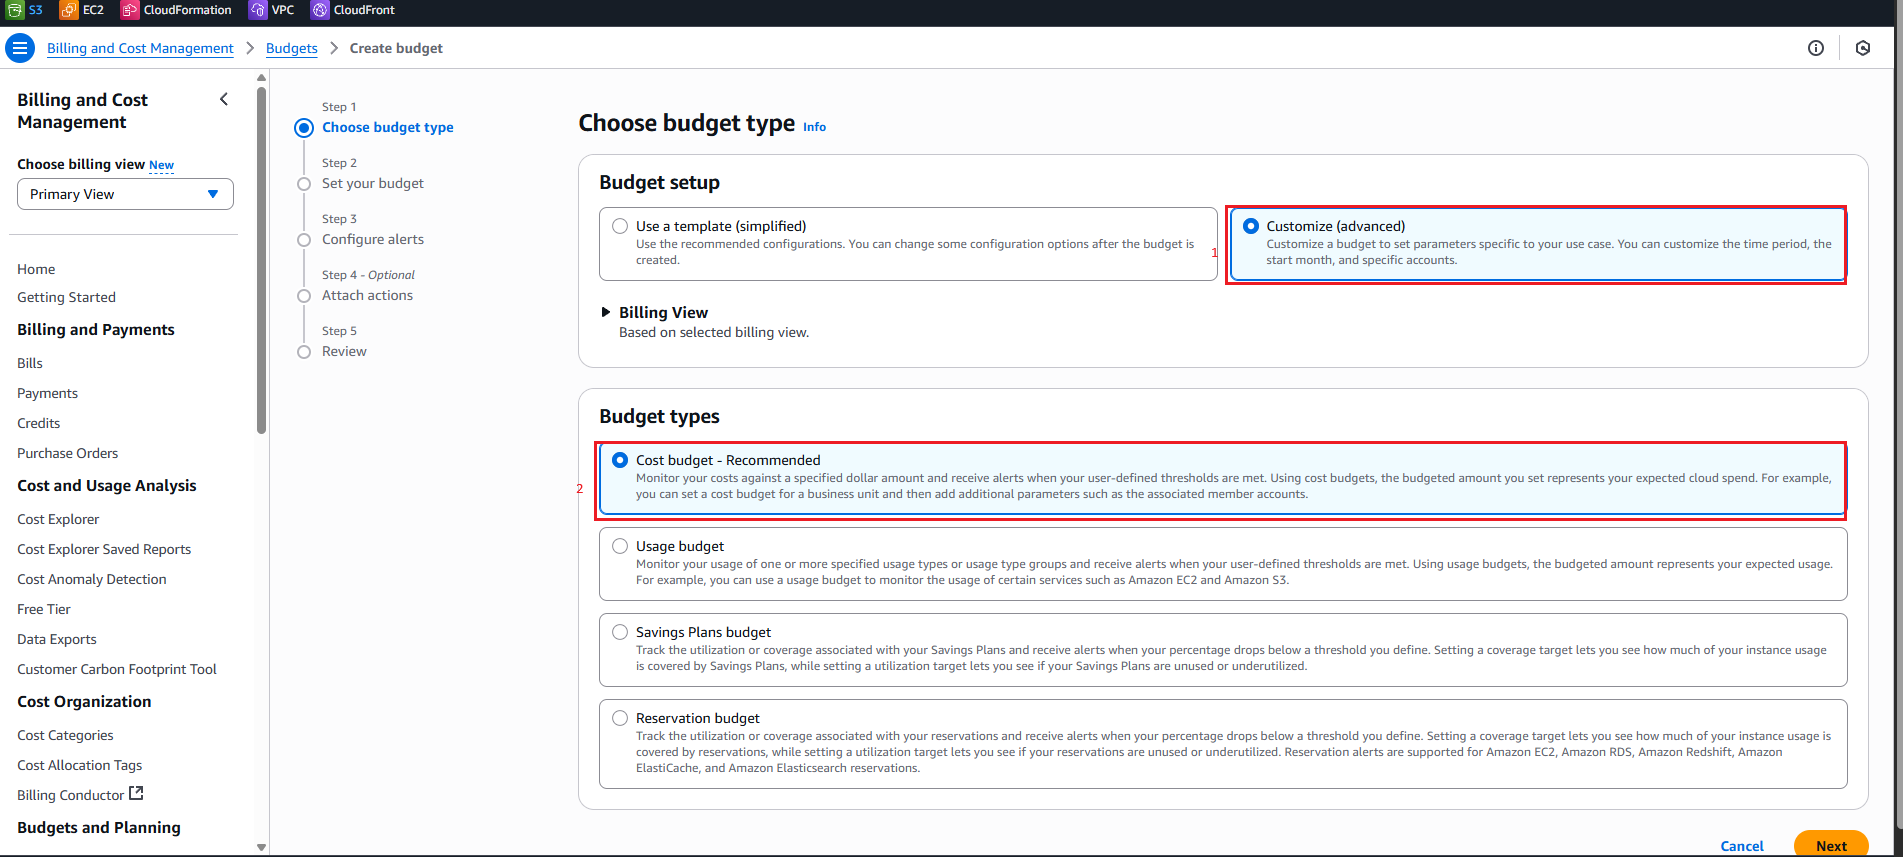 S3 EC2 CloudFormation VPC CloudFront
Billing and Cost Management Budgets Create budget
Billing and Cost
Management
Choose billing view New
Primary View
Home
Getting Started
Billing and Payments
Bills
Payments
Credits
Purchase Orders
Cost and Usage Analysis
Cost Explorer
Cost Explorer Saved Reports
Cost Anomaly Detection
Free Tier
Data Exports
Customer Carbon Footprint Tool
Cost Organization
Cost Categories
Cost Allocation Tags
Billing Conductor
Budgets and Planning
Step 1
Choose budget type
Step 2
Set your budget
Step 3
Configure alerts
Step 4 - Optional
Attach actions
Step 5
Review
Choose budget type Info
Budget setup
Use a template (simplified)
Use the recommended configurations. You can change some configuration options after the budget is
created.
1
Customize (advanced)
Customize a budget to set parameters specific to your use case. You can customize the time period, the
start month, and specific accounts.
Billing View
Based on selected billing view.
Budget types
2
Cost budget - Recommended
Monitor your costs against a specified dollar amount and receive alerts when your user-defined thresholds are met. Using cost budgets, the budgeted amount you set represents your expected cloud spend. For example,
you can set a cost budget for a business unit and then add additional parameters such as the associated member accounts.
Usage budget
Monitor your usage of one or more specified usage types or usage type groups and receive alerts when your user-defined thresholds are met. Using usage budgets, the budgeted amount represents your expected usage.
For example, you can use a usage budget to monitor the usage of certain services such as Amazon EC2 and Amazon S3.
Savings Plans budget
Track the utilization or coverage associated with your Savings Plans and receive alerts when your percentage drops below a threshold you define. Setting a coverage target lets you see how much of your instance usage
is covered by Savings Plans, while setting a utilization target lets you see if your Savings Plans are unused or underutilized.
Reservation budget
Track the utilization or coverage associated with your reservations and receive alerts when your percentage drops below a threshold you define. Setting a coverage target lets you see how much of your instance usage is
covered by reservations, while setting a utilization target lets you see if your reservations are unused or underutilized. Reservation alerts are supported for Amazon EC2, Amazon RDS, Amazon Redshift, Amazon
ElastiCache, and Amazon Elasticsearch reservations.
Cancel Next